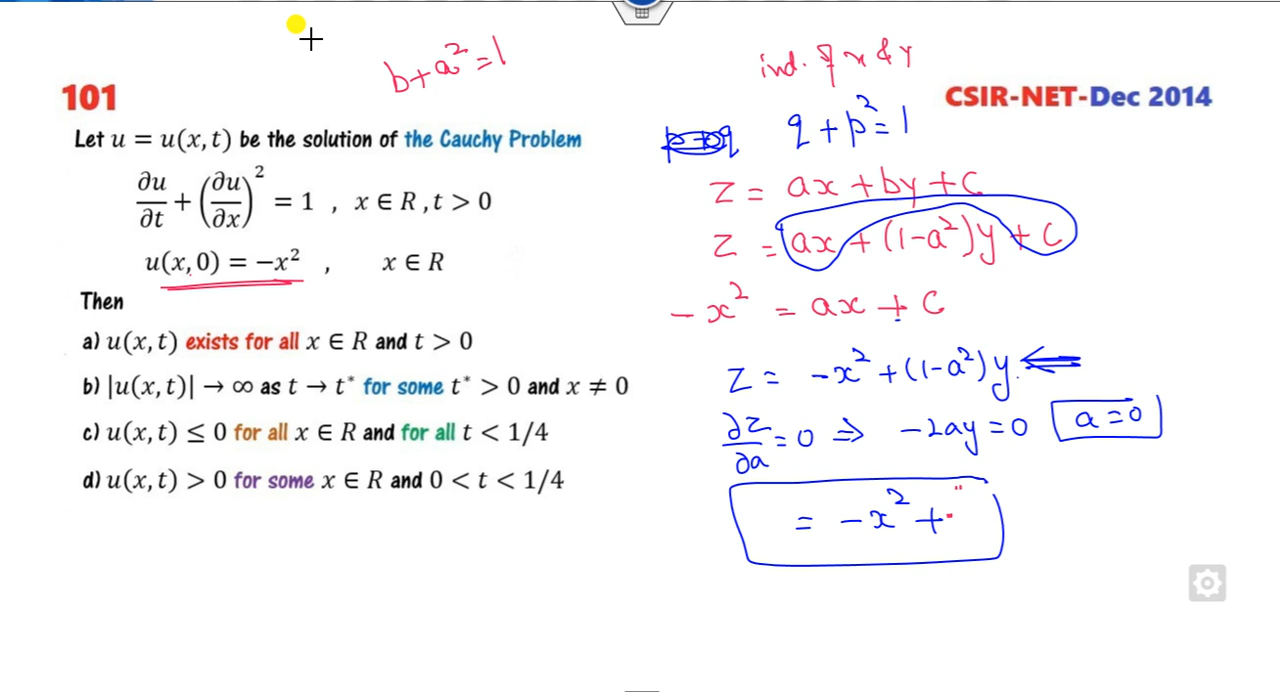 b+a²=1
ind. of x & y
101
CSIR-NET-Dec 2014
Let u = u(x, t) be the solution of the Cauchy Problem
q + p² = 1
∂u/∂t + (∂u/∂x)² = 1 , x ∈ R , t > 0
z = ax + by + c
z = ax + (1-a²)y + c
u(x, 0) = −x² , x ∈ R
Then
-x² = ax + c
a) u(x, t) exists for all x ∈ R and t > 0
b) |u(x, t)| → ∞ as t → t* for some t* > 0 and x ≠ 0
z = -x² + (1-a²)y.
c) u(x, t) ≤ 0 for all x ∈ R and for all t < 1/4
∂z/∂a = 0 ⇒ -2ay = 0 a = 0
d) u(x, t) > 0 for some x ∈ R and 0 < t < 1/4
= -x² +